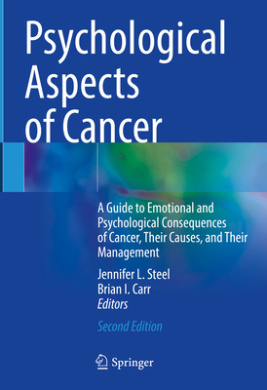 Psychological
Aspects
of Cancer
A Guide to Emotional and
Psychological Consequences
of Cancer, Their Causes, and Their
Management
Jennifer L. Steel
Brian I. Carr
Editors
Second Edition
Springer